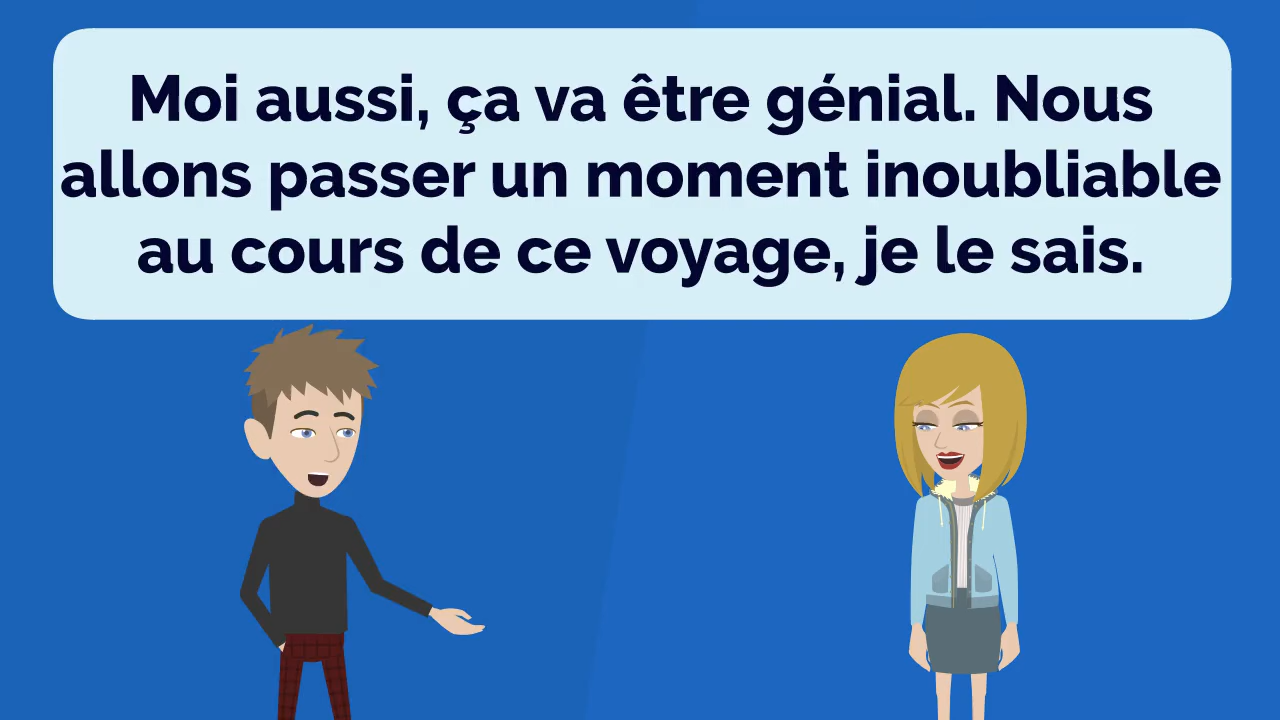 Moi aussi, ça va être génial. Nous
allons passer un moment inoubliable
au cours de ce voyage, je le sais.